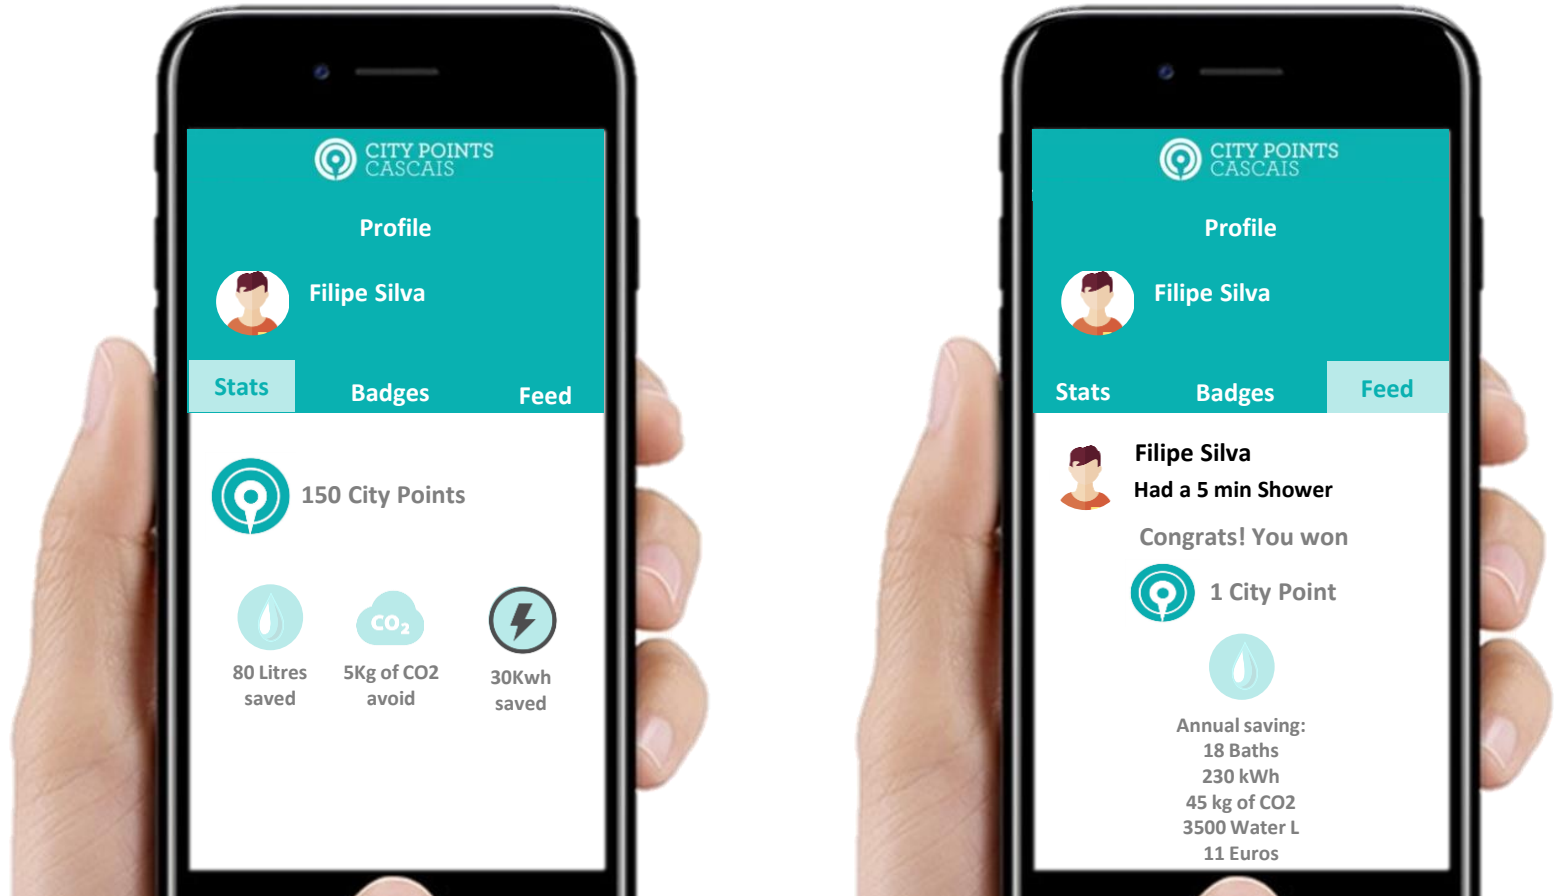 CITY POINTS
CASCAIS
Profile
Filipe Silva
Stats
Badges
Feed
150 City Points
CO2
80 Litres
saved
5Kg of CO2
avoid
30Kwh
saved
CITY POINTS
CASCAIS
Profile
Filipe Silva
Stats
Badges
Feed
Filipe Silva
Had a 5 min Shower
Congrats! You won
1 City Point
Annual saving:
18 Baths
230 kWh
45 kg of CO2
3500 Water L
11 Euros